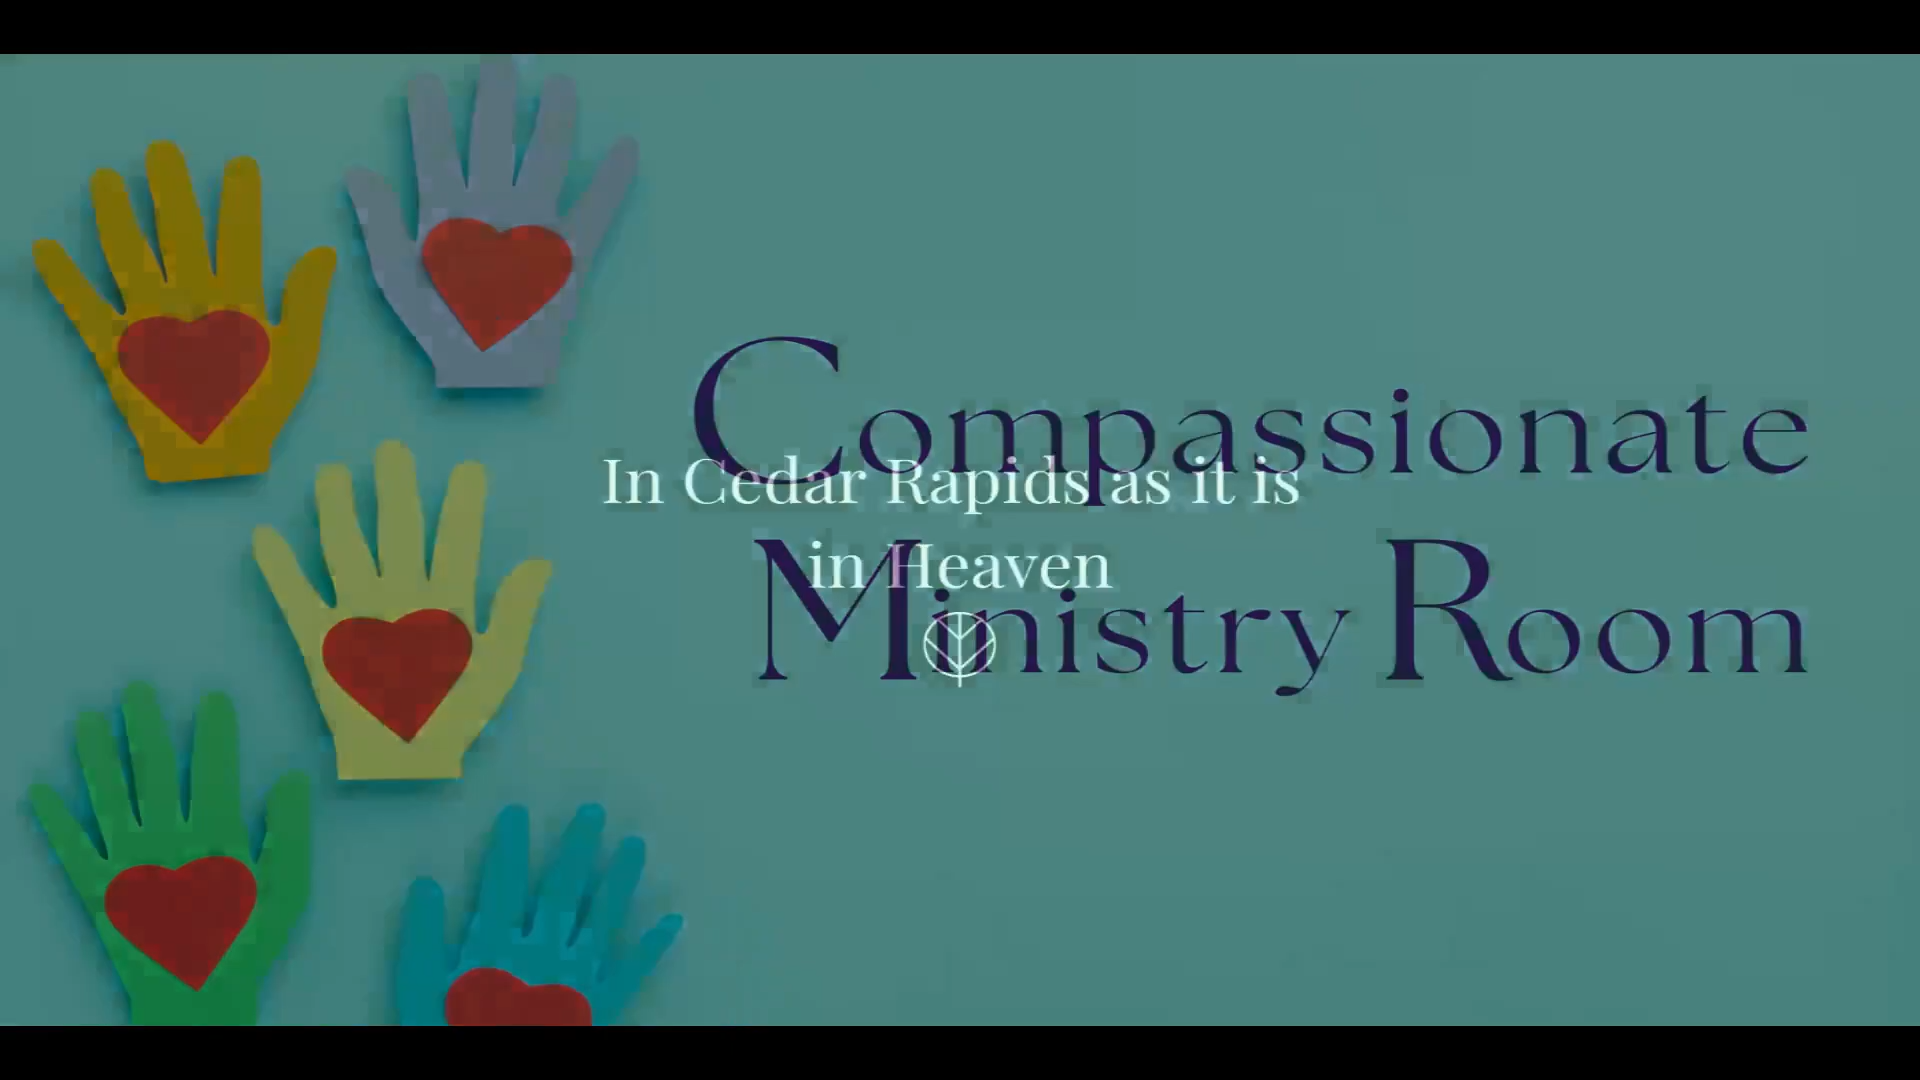 Compassionate
Ministry Room
In Cedar Rapids as it is
in Heaven